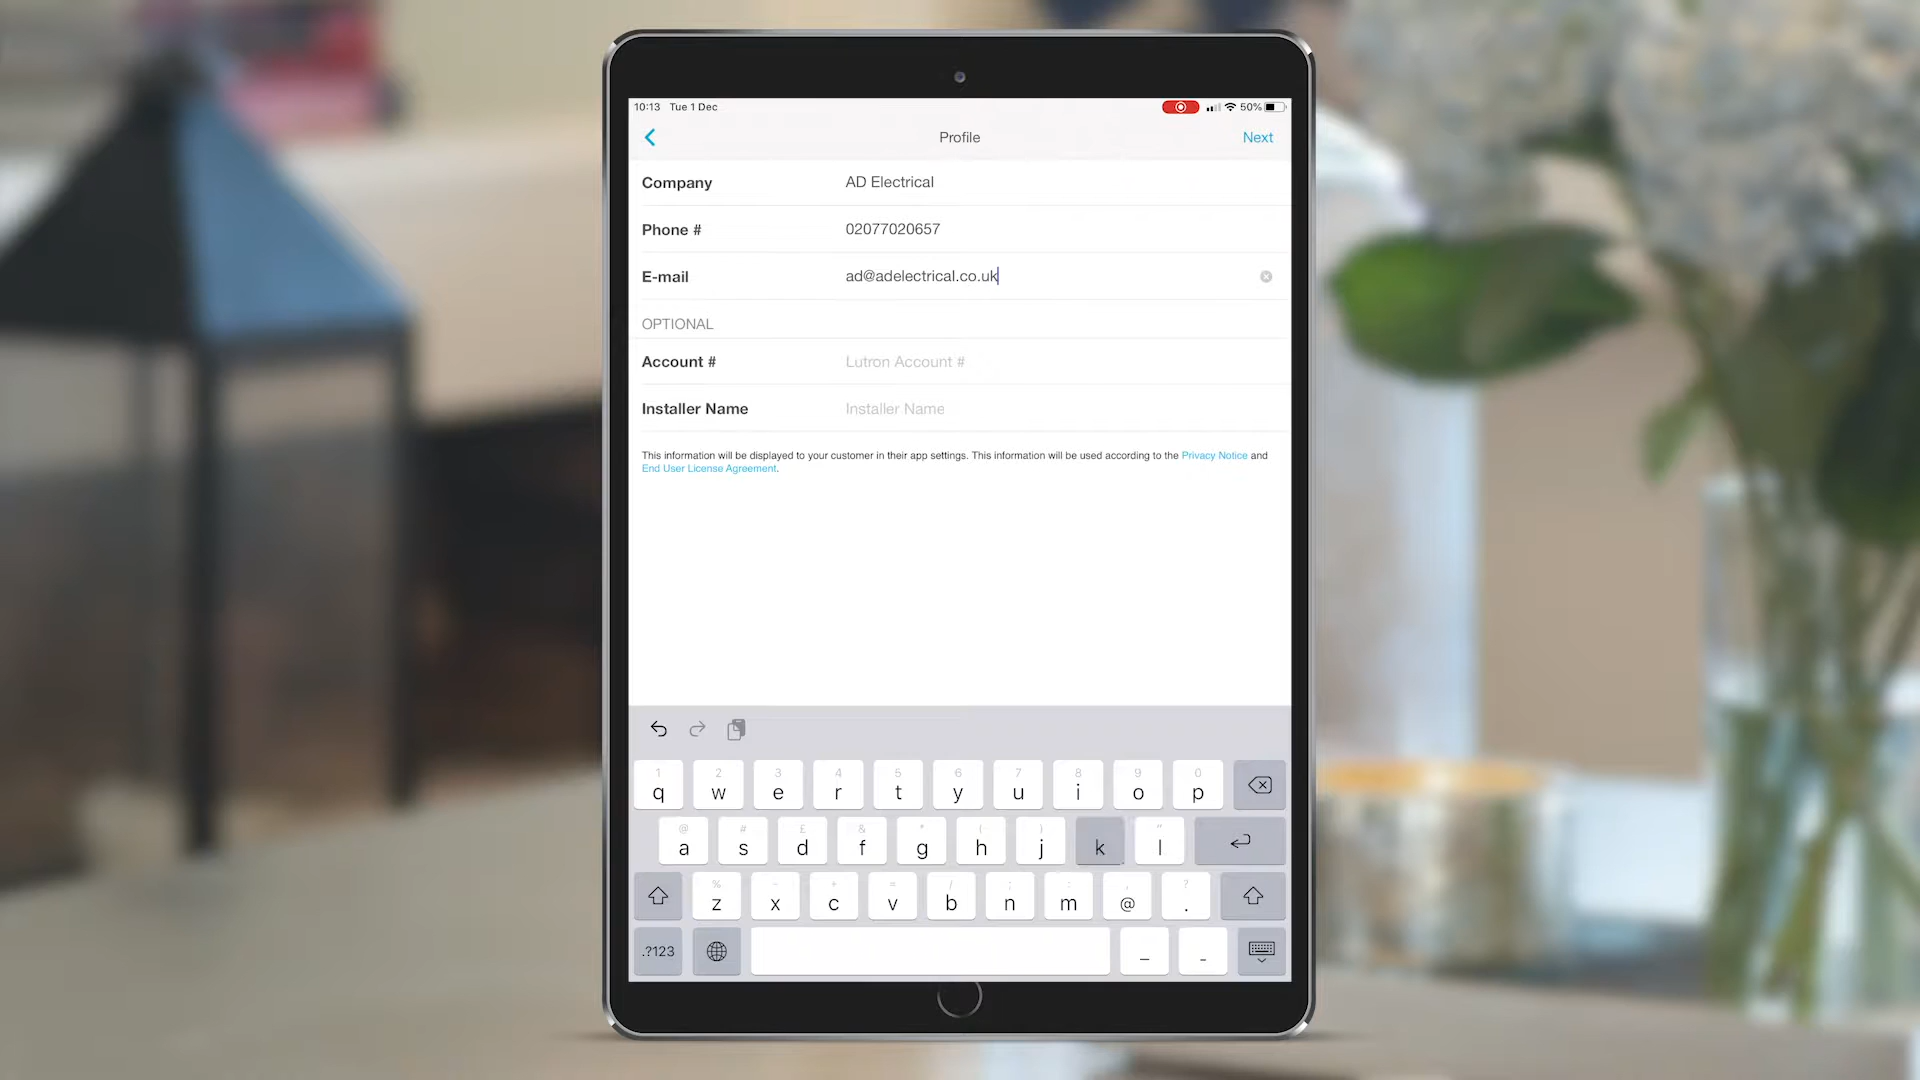 10:13 Tue 1 Dec 50%
Profile Next
Company AD Electrical
Phone # 02077020657
E-mail ad@adelectrical.co.uk
OPTIONAL
Account # Lutron Account #
Installer Name Installer Name
This information will be displayed to your customer in their app settings. This information will be used according to the Privacy Notice and
End User License Agreement.
1 2 3 4 5 6 7 8 9 0
q w e r t y u i o p
@ # £ & * ( ) "
a s d f g h j k l
% - + = / ; : , ?
z x c v b n m @ .
.?123 _ -